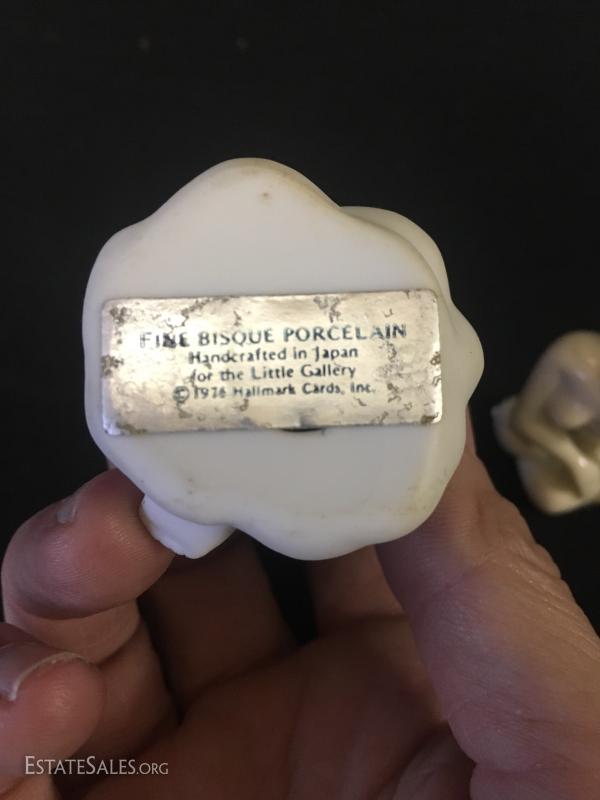 FINE BISQUE PORCELAIN
Handcrafted in Japan
for the Little Gallery
© 1976 Hallmark Cards, Inc.
ESTATESALES.ORG